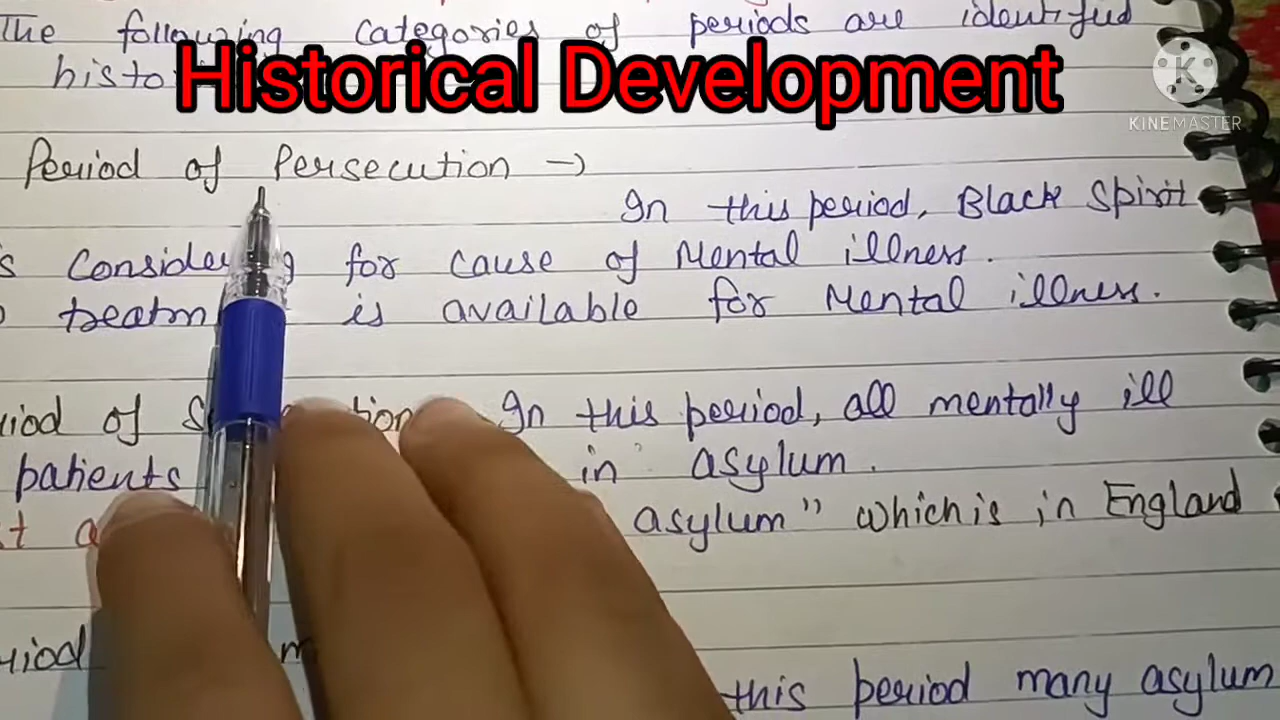 The following categories of periods are identified
Historical Development
KINEMASTER
Period of Persecution →
In this period, Black Spirit
for cause of Mental illness.
is available for Mental illness.
of
In this period, all mentally ill
patients in asylum.
asylum" which is in England
this period many asylum